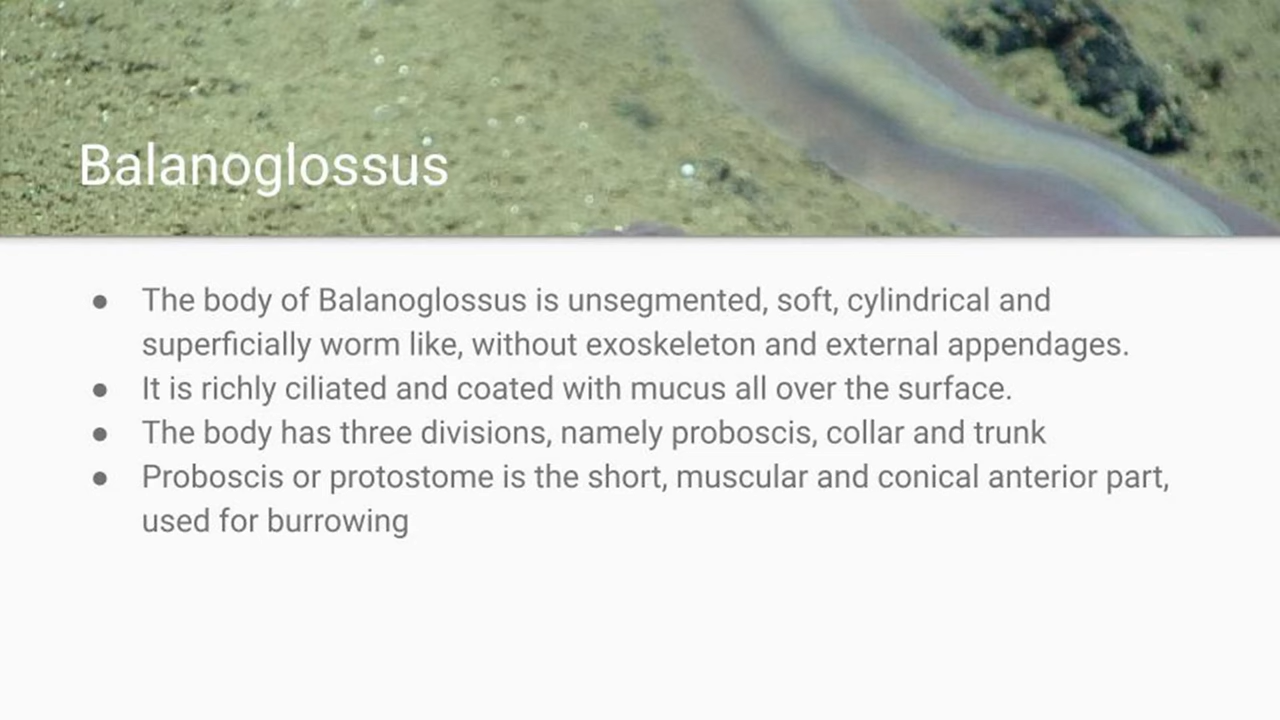 Balanoglossus
● The body of Balanoglossus is unsegmented, soft, cylindrical and
superficially worm like, without exoskeleton and external appendages.
● It is richly ciliated and coated with mucus all over the surface.
● The body has three divisions, namely proboscis, collar and trunk
● Proboscis or protostome is the short, muscular and conical anterior part,
used for burrowing